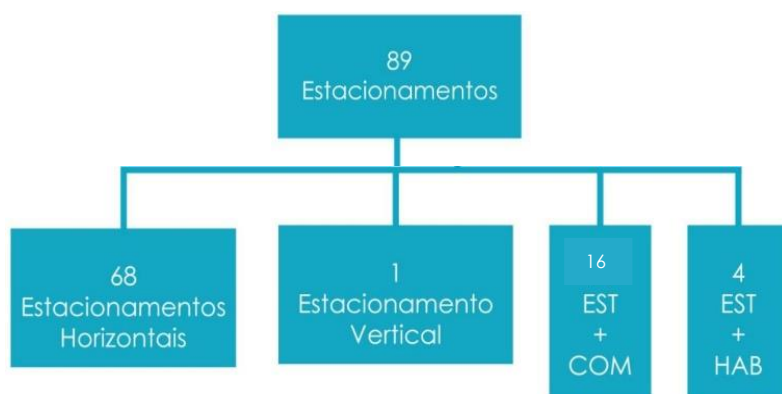 89
Estacionamentos
68
Estacionamentos
Horizontais
1
Estacionamento
Vertical
16
EST
+
COM
4
EST
+
HAB